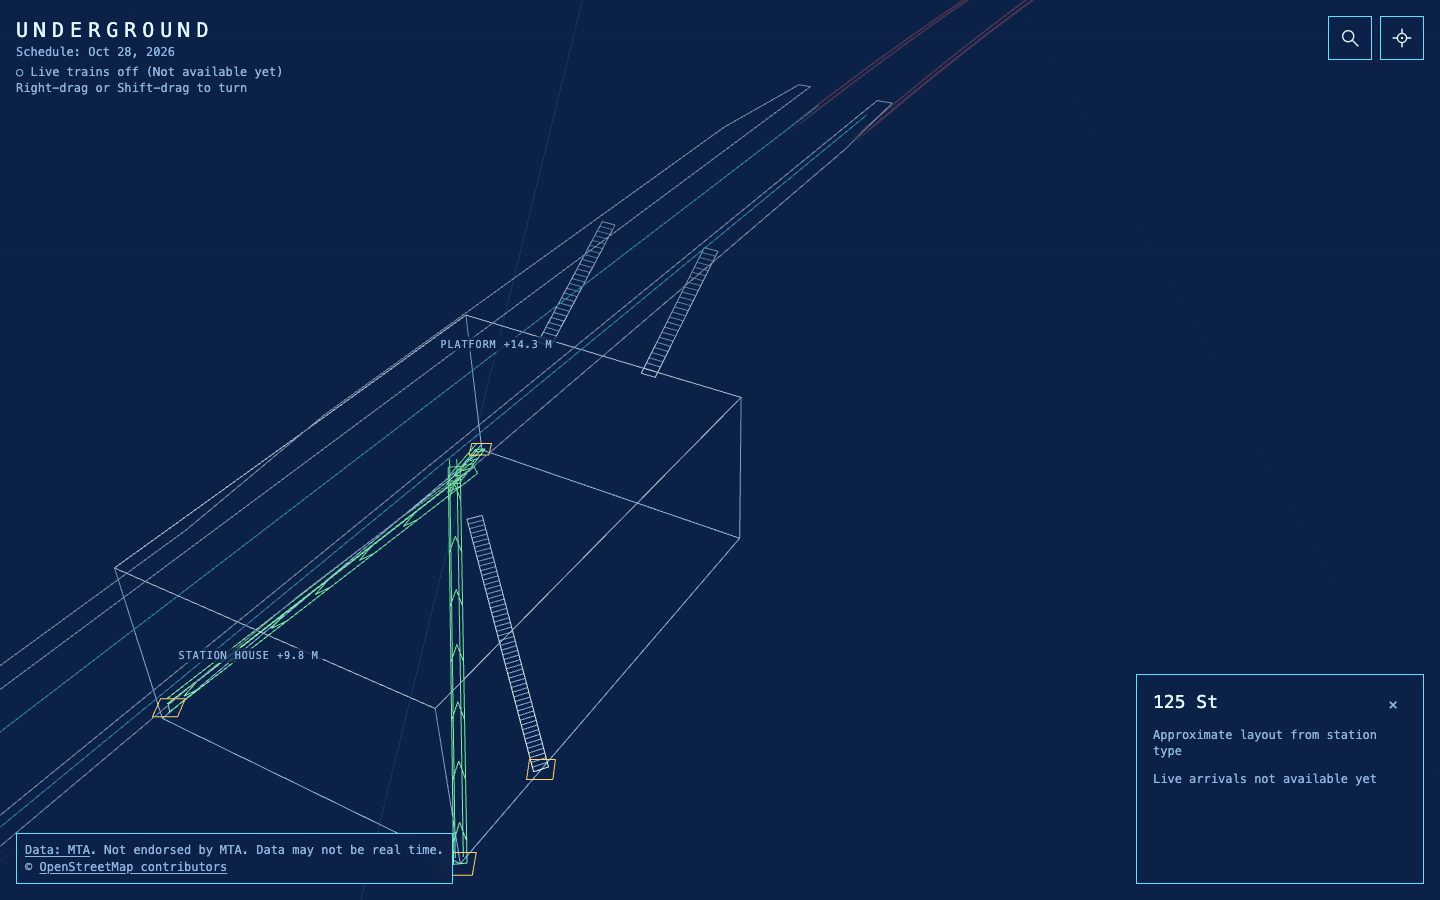 UNDERGROUND
Schedule: Oct 28, 2026
○ Live trains off (Not available yet)
Right-drag or Shift-drag to turn
PLATFORM +14.3 M
STATION HOUSE +9.8 M
125 St
×
Approximate layout from station
type
Live arrivals not available yet
Data: MTA. Not endorsed by MTA. Data may not be real time.
© OpenStreetMap contributors